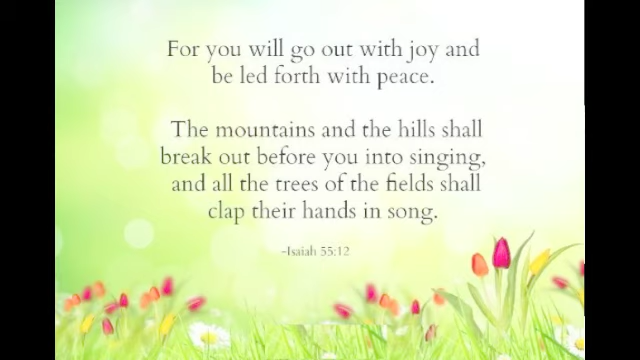 For you will go out with joy and
be led forth with peace.
The mountains and the hills shall
break out before you into singing,
and all the trees of the fields shall
clap their hands in song.
-Isaiah 55:12